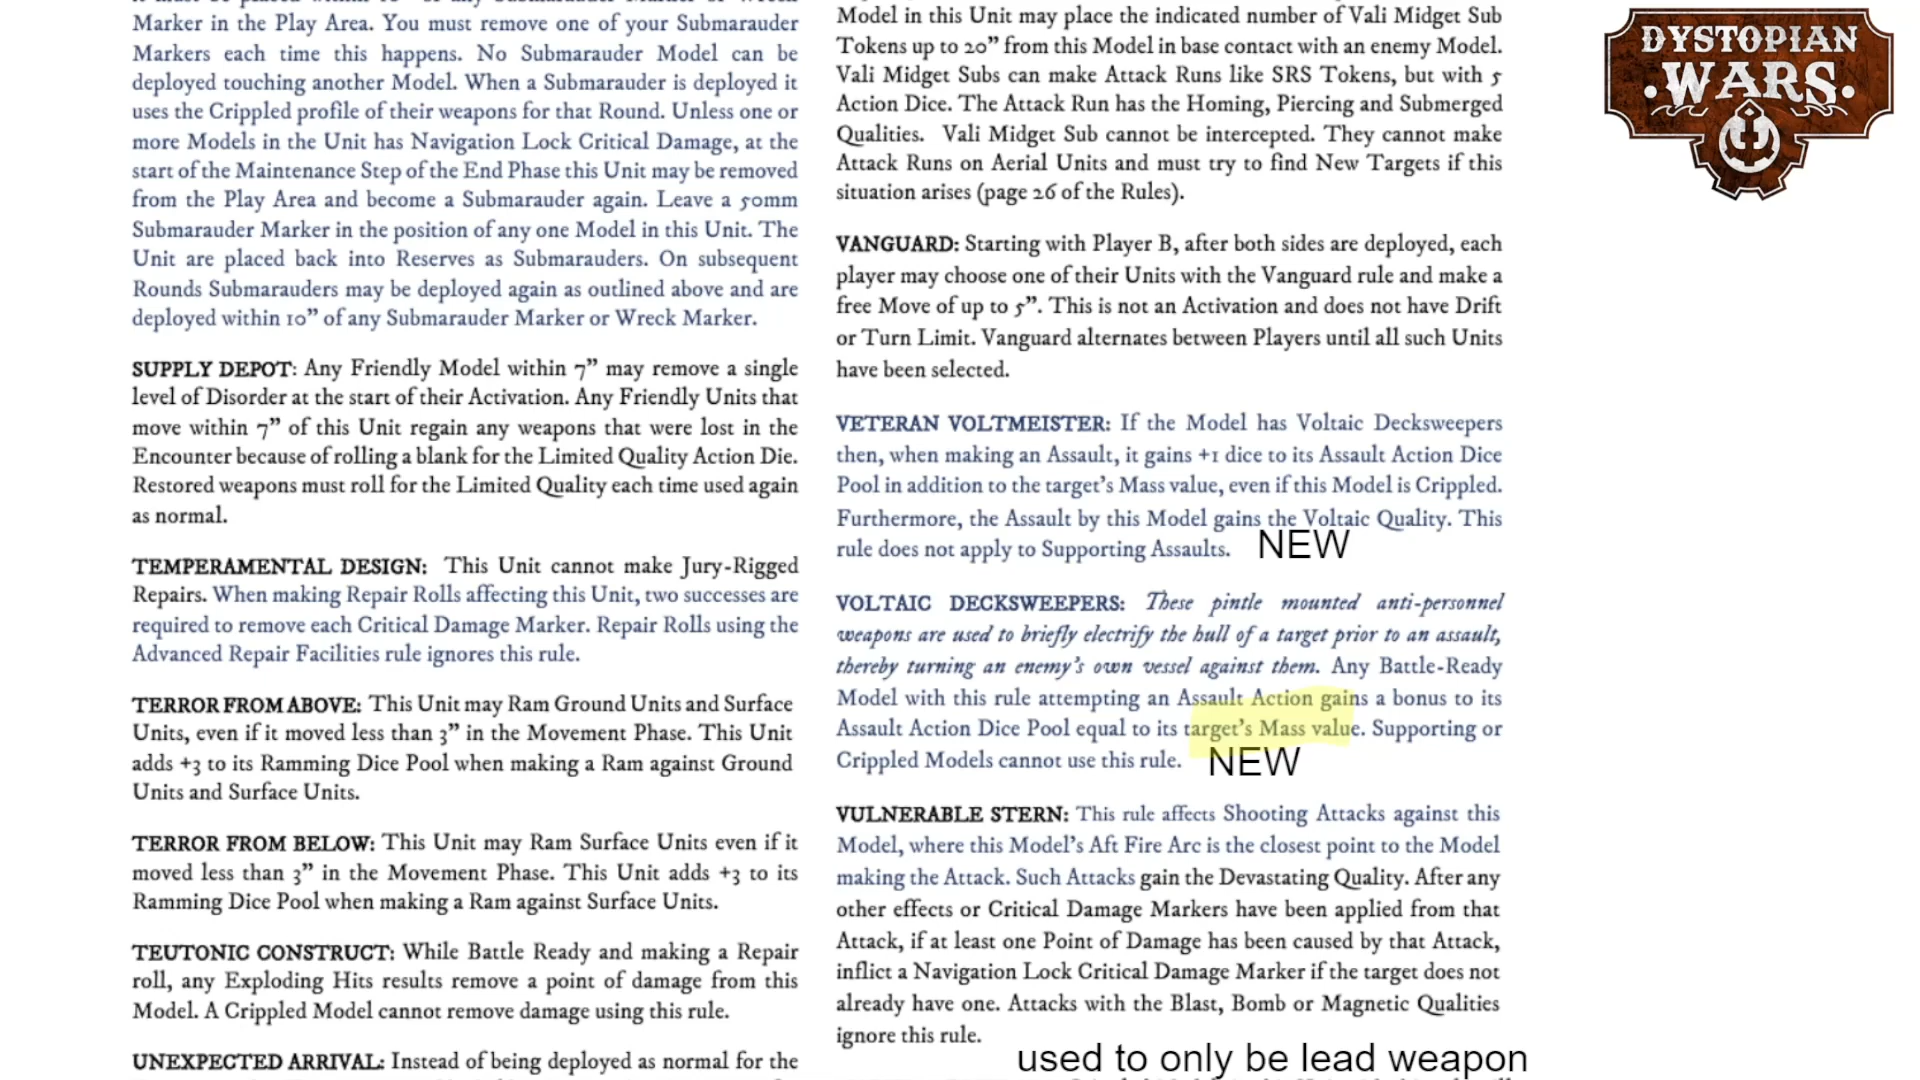 Marker in the Play Area. You must remove one of your Submarauder
Markers each time this happens. No Submarauder Model can be
deployed touching another Model. When a Submarauder is deployed it
uses the Crippled profile of their weapons for that Round. Unless one or
more Models in the Unit has Navigation Lock Critical Damage, at the
start of the Maintenance Step of the End Phase this Unit may be removed
from the Play Area and become a Submarauder again. Leave a 50mm
Submarauder Marker in the position of any one Model in this Unit. The
Unit are placed back into Reserves as Submarauders. On subsequent
Rounds Submarauders may be deployed again as outlined above and are
deployed within 10” of any Submarauder Marker or Wreck Marker.
SUPPLY DEPOT: Any Friendly Model within 7” may remove a single
level of Disorder at the start of their Activation. Any Friendly Units that
move within 7” of this Unit regain any weapons that were lost in the
Encounter because of rolling a blank for the Limited Quality Action Die.
Restored weapons must roll for the Limited Quality each time used again
as normal.
TEMPERAMENTAL DESIGN: This Unit cannot make Jury-Rigged
Repairs. When making Repair Rolls affecting this Unit, two successes are
required to remove each Critical Damage Marker. Repair Rolls using the
Advanced Repair Facilities rule ignores this rule.
TERROR FROM ABOVE: This Unit may Ram Ground Units and Surface
Units, even if it moved less than 3” in the Movement Phase. This Unit
adds +3 to its Ramming Dice Pool when making a Ram against Ground
Units and Surface Units.
TERROR FROM BELOW: This Unit may Ram Surface Units even if it
moved less than 3” in the Movement Phase. This Unit adds +3 to its
Ramming Dice Pool when making a Ram against Surface Units.
TEUTONIC CONSTRUCT: While Battle Ready and making a Repair
roll, any Exploding Hits results remove a point of damage from this
Model. A Crippled Model cannot remove damage using this rule.
UNEXPECTED ARRIVAL: Instead of being deployed as normal for the
Model in this Unit may place the indicated number of Vali Midget Sub
Tokens up to 20” from this Model in base contact with an enemy Model.
Vali Midget Subs can make Attack Runs like SRS Tokens, but with 5
Action Dice. The Attack Run has the Homing, Piercing and Submerged
Qualities. Vali Midget Sub cannot be intercepted. They cannot make
Attack Runs on Aerial Units and must try to find New Targets if this
situation arises (page 26 of the Rules).
VANGUARD: Starting with Player B, after both sides are deployed, each
player may choose one of their Units with the Vanguard rule and make a
free Move of up to 5”. This is not an Activation and does not have Drift
or Turn Limit. Vanguard alternates between Players until all such Units
have been selected.
VETERAN VOLTMEISTER: If the Model has Voltaic Decksweepers
then, when making an Assault, it gains +1 dice to its Assault Action Dice
Pool in addition to the target’s Mass value, even if this Model is Crippled.
Furthermore, the Assault by this Model gains the Voltaic Quality. This
rule does not apply to Supporting Assaults. NEW
VOLTAIC DECKSWEEPERS: These pintle mounted anti-personnel
weapons are used to briefly electrify the hull of a target prior to an assault,
thereby turning an enemy’s own vessel against them. Any Battle-Ready
Model with this rule attempting an Assault Action gains a bonus to its
Assault Action Dice Pool equal to its target’s Mass value. Supporting or
Crippled Models cannot use this rule. NEW
VULNERABLE STERN: This rule affects Shooting Attacks against this
Model, where this Model’s Aft Fire Arc is the closest point to the Model
making the Attack. Such Attacks gain the Devastating Quality. After any
other effects or Critical Damage Markers have been applied from that
Attack, if at least one Point of Damage has been caused by that Attack,
inflict a Navigation Lock Critical Damage Marker if the target does not
already have one. Attacks with the Blast, Bomb or Magnetic Qualities
ignore this rule.
used to only be lead weapon
DYSTOPIAN
WARS